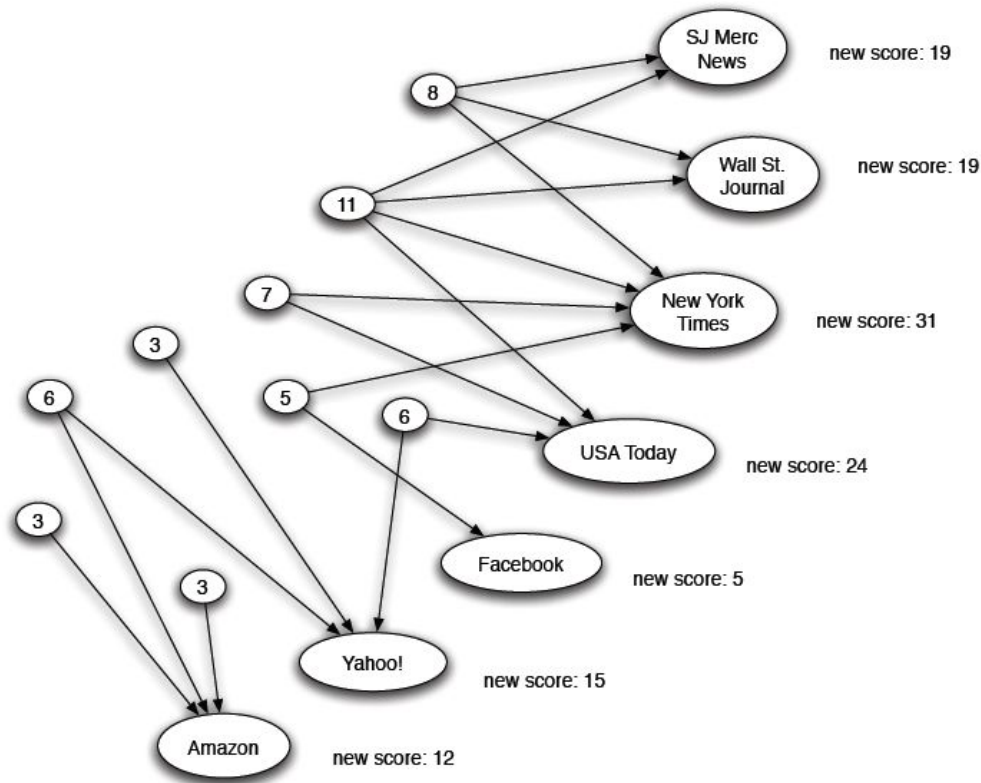 SJ Merc
News
new score: 19
8
Wall St.
Journal
new score: 19
11
7
New York
Times
new score: 31
3
6
5
6
USA Today
new score: 24
3
Facebook
new score: 5
3
Yahoo!
new score: 15
Amazon
new score: 12